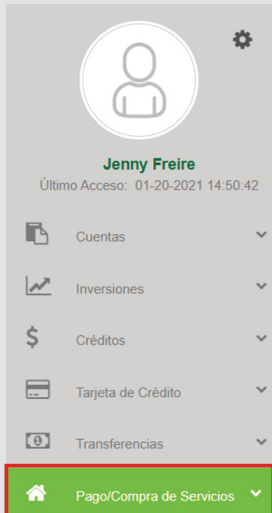 Jenny Freire
Último Acceso: 01-20-2021 14:50:42
Cuentas
Inversiones
Créditos
Tarjeta de Crédito
Transferencias
Pago/Compra de Servicios